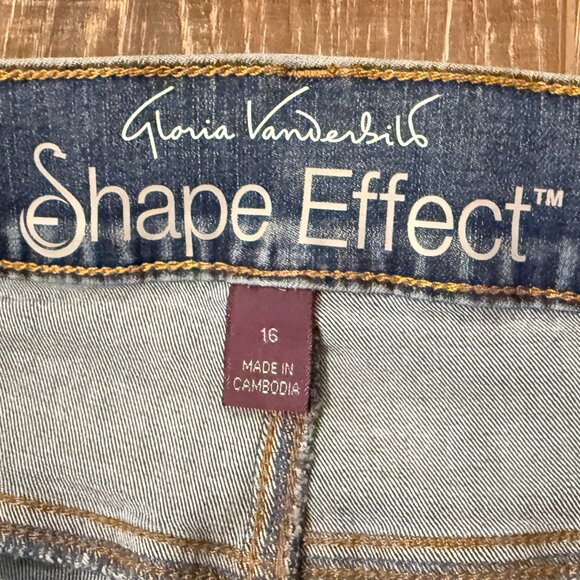 Gloria Vanderbilt
Shape Effect™
16
MADE IN
CAMBODIA